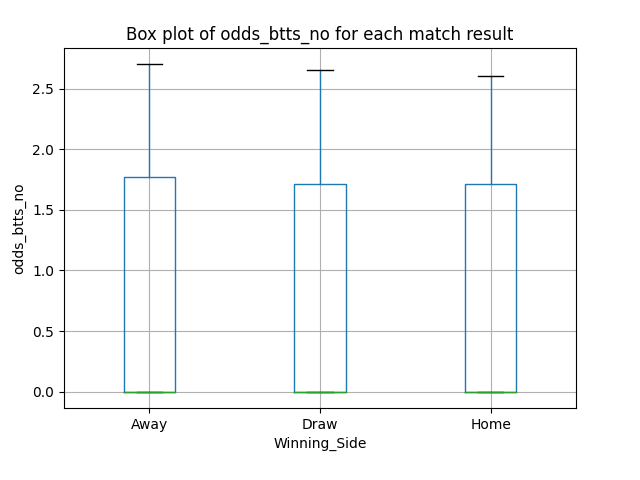 Box plot of odds_btts_no for each match result
2.5
2.0
1.5
1.0
0.5
0.0
odds_btts_no
Away Draw Home
Winning_Side